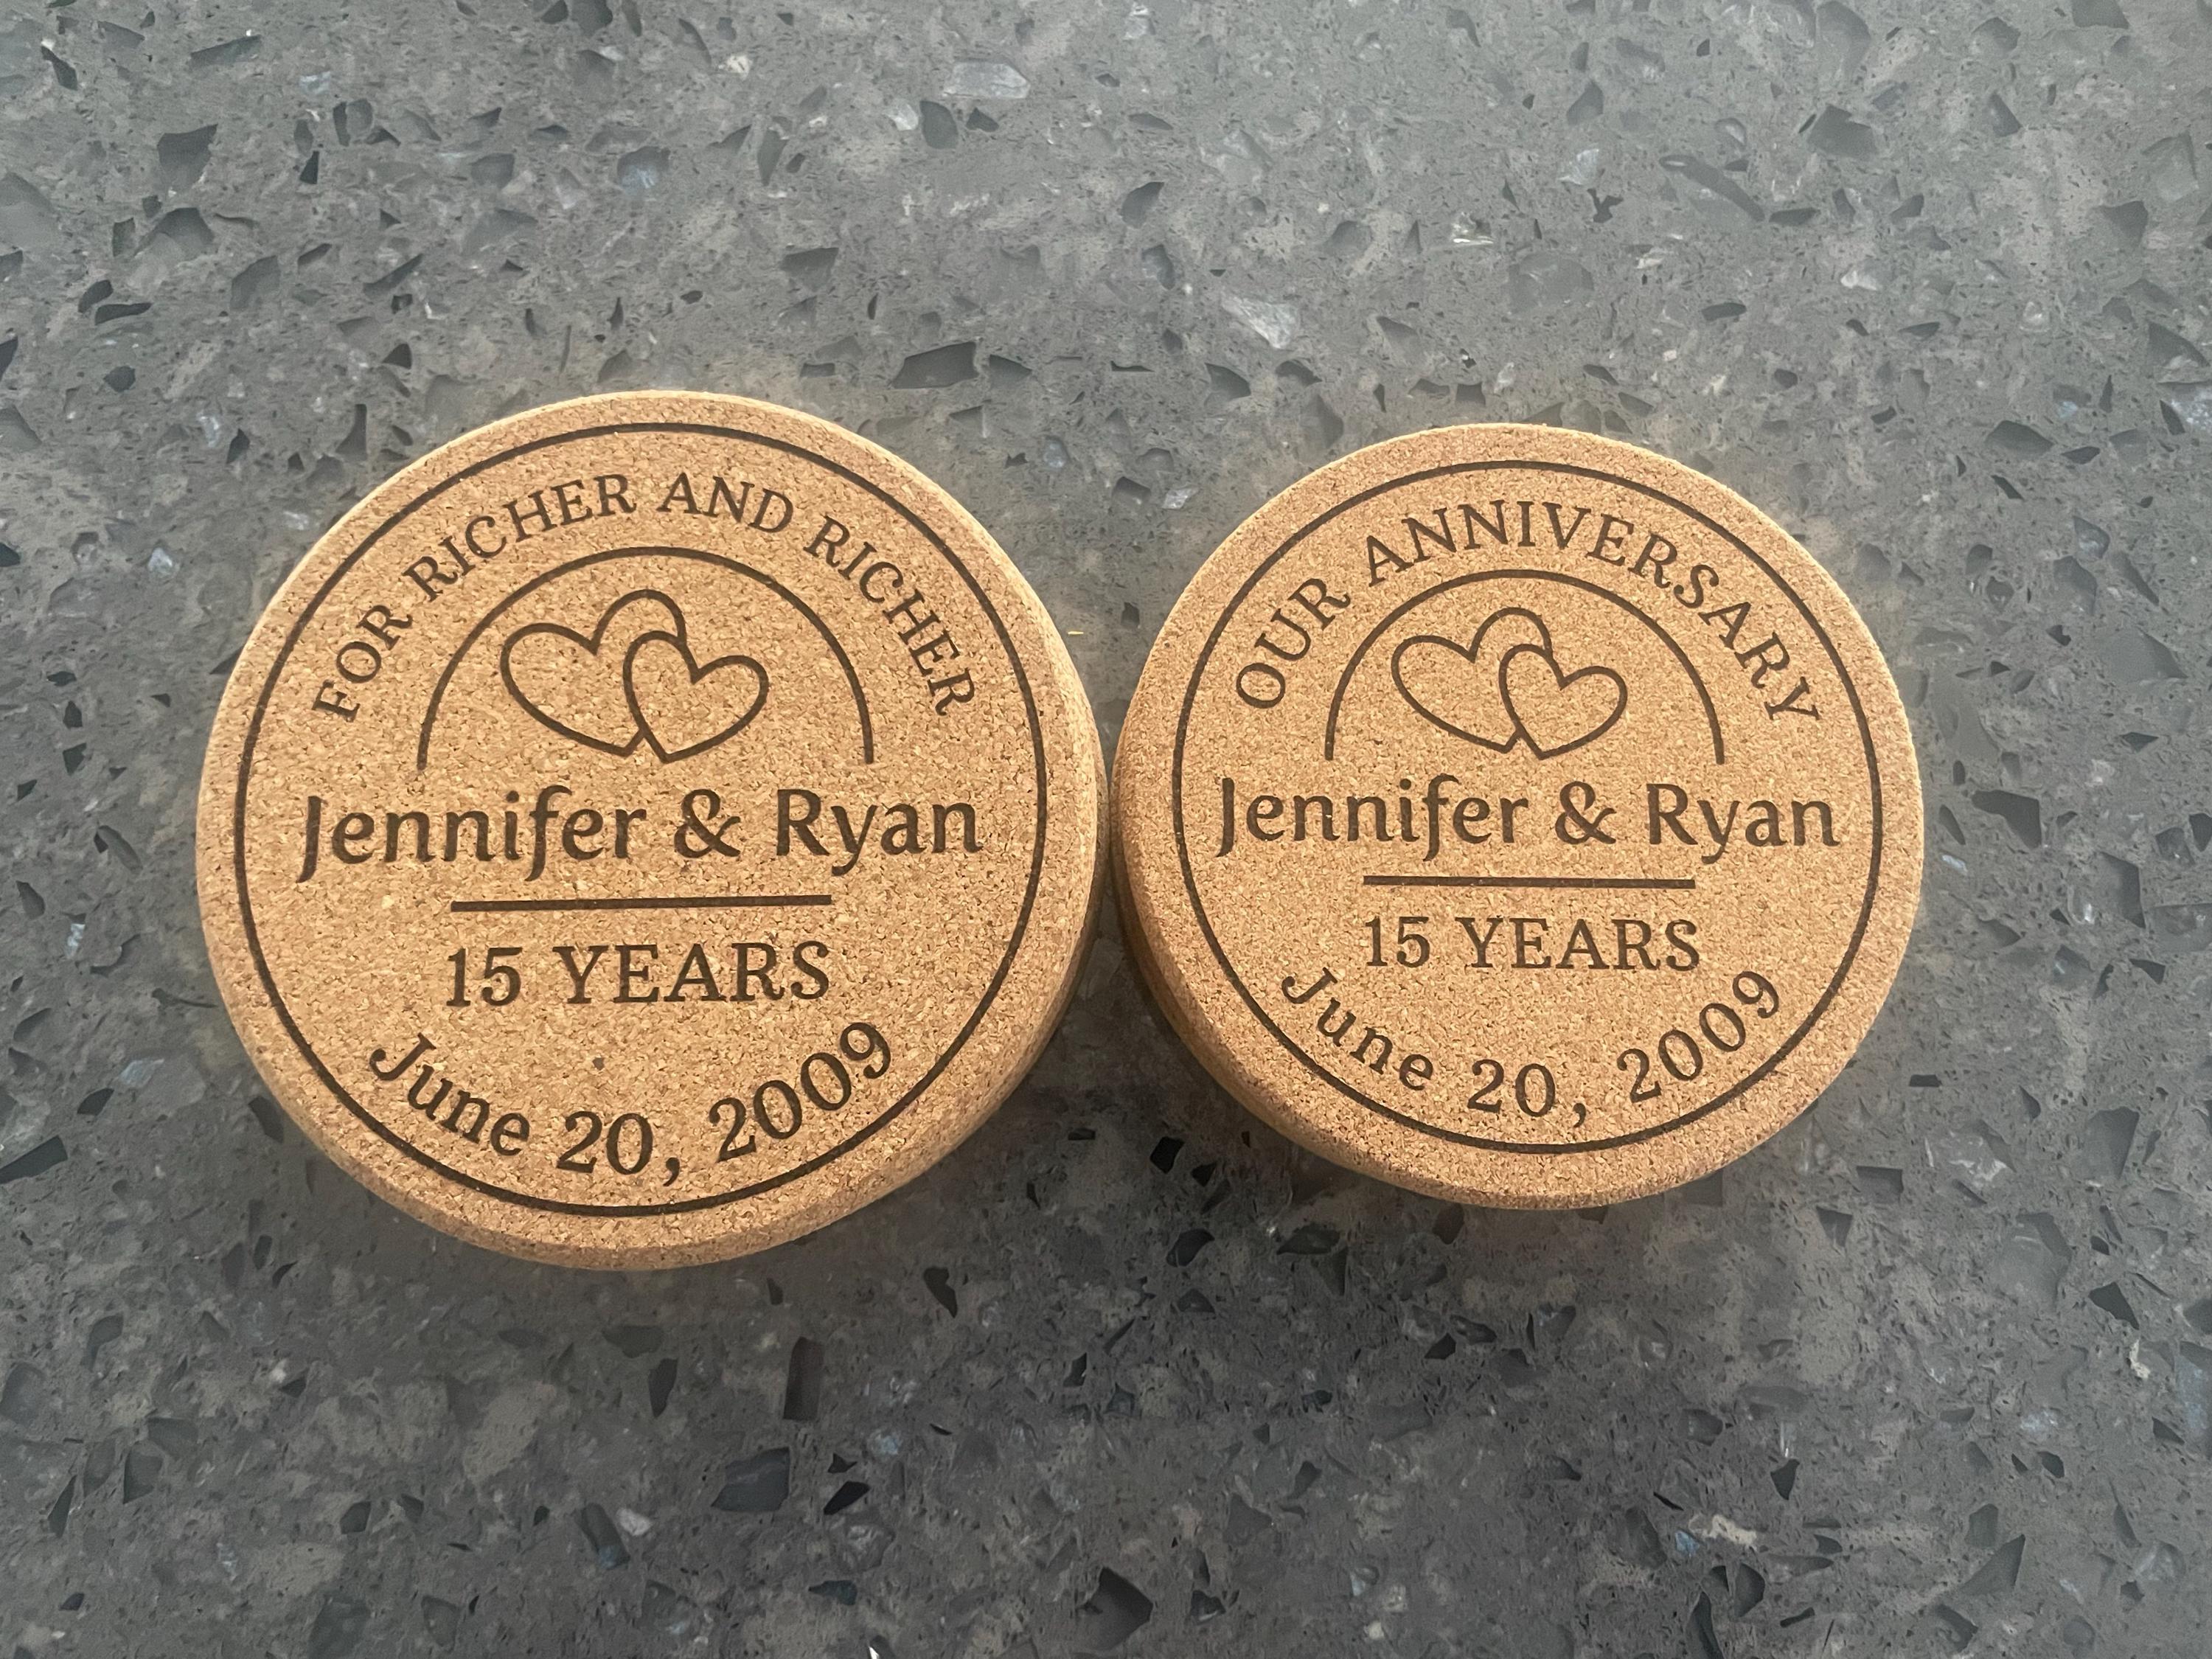 FOR RICHER AND RICHER
Jennifer & Ryan
15 YEARS
June 20, 2009
OUR ANNIVERSARY
Jennifer & Ryan
15 YEARS
June 20, 2009